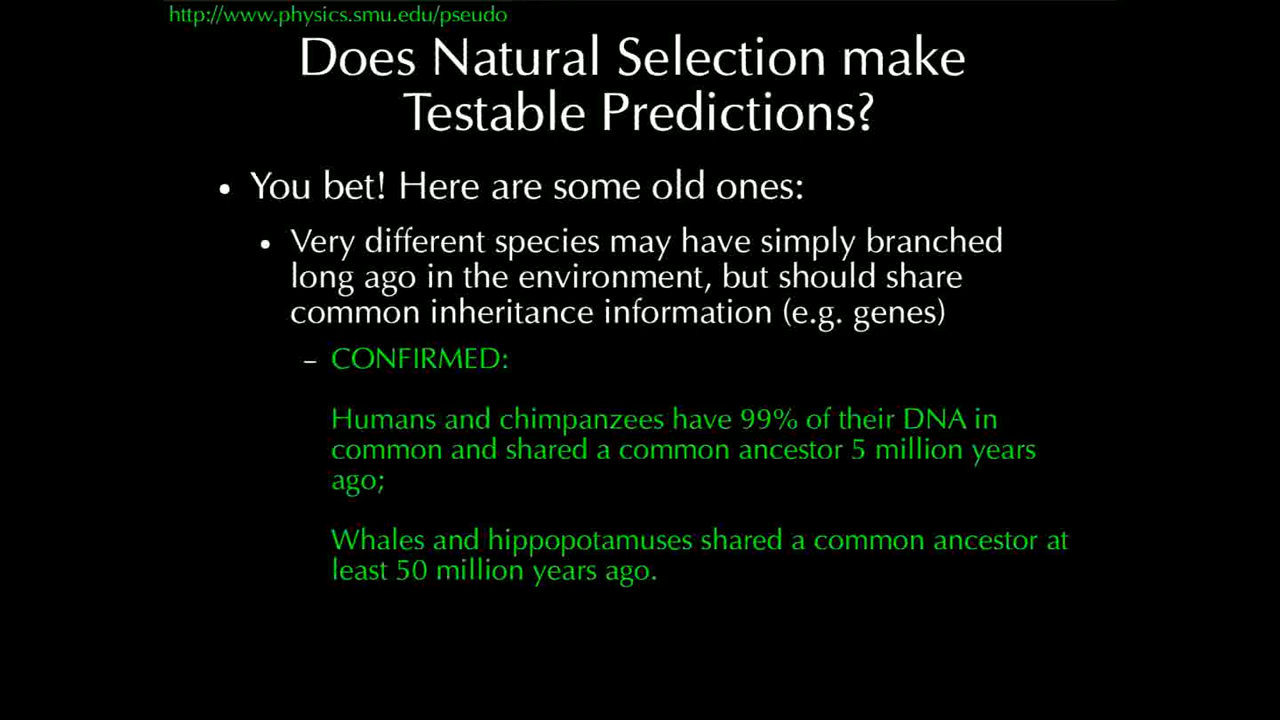 http://www.physics.smu.edu/pseudo
Does Natural Selection make
Testable Predictions?
• You bet! Here are some old ones:
• Very different species may have simply branched
long ago in the environment, but should share
common inheritance information (e.g. genes)
– CONFIRMED:
Humans and chimpanzees have 99% of their DNA in
common and shared a common ancestor 5 million years
ago;
Whales and hippopotamuses shared a common ancestor at
least 50 million years ago.